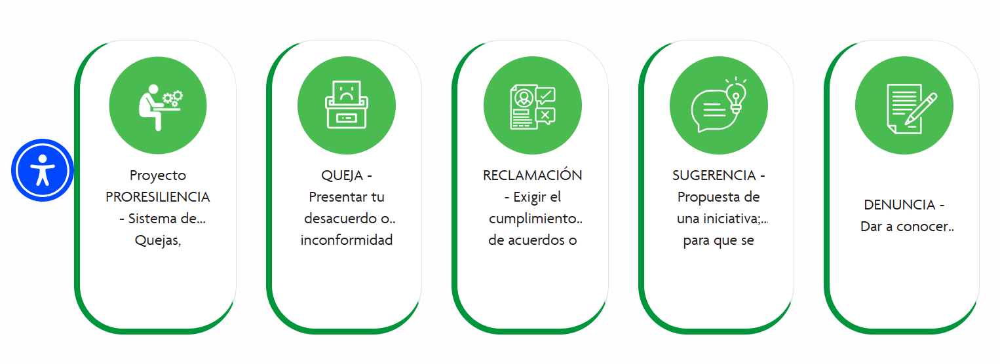 Proyecto
PRORESILIENCIA
- Sistema de...
Quejas,
QUEJA -
Presentar tu
desacuerdo o..
inconformidad
RECLAMACIÓN
- Exigir el
cumplimiento..
de acuerdos o
SUGERENCIA -
Propuesta de
una iniciativa;..
para que se
DENUNCIA -
Dar a conocer..